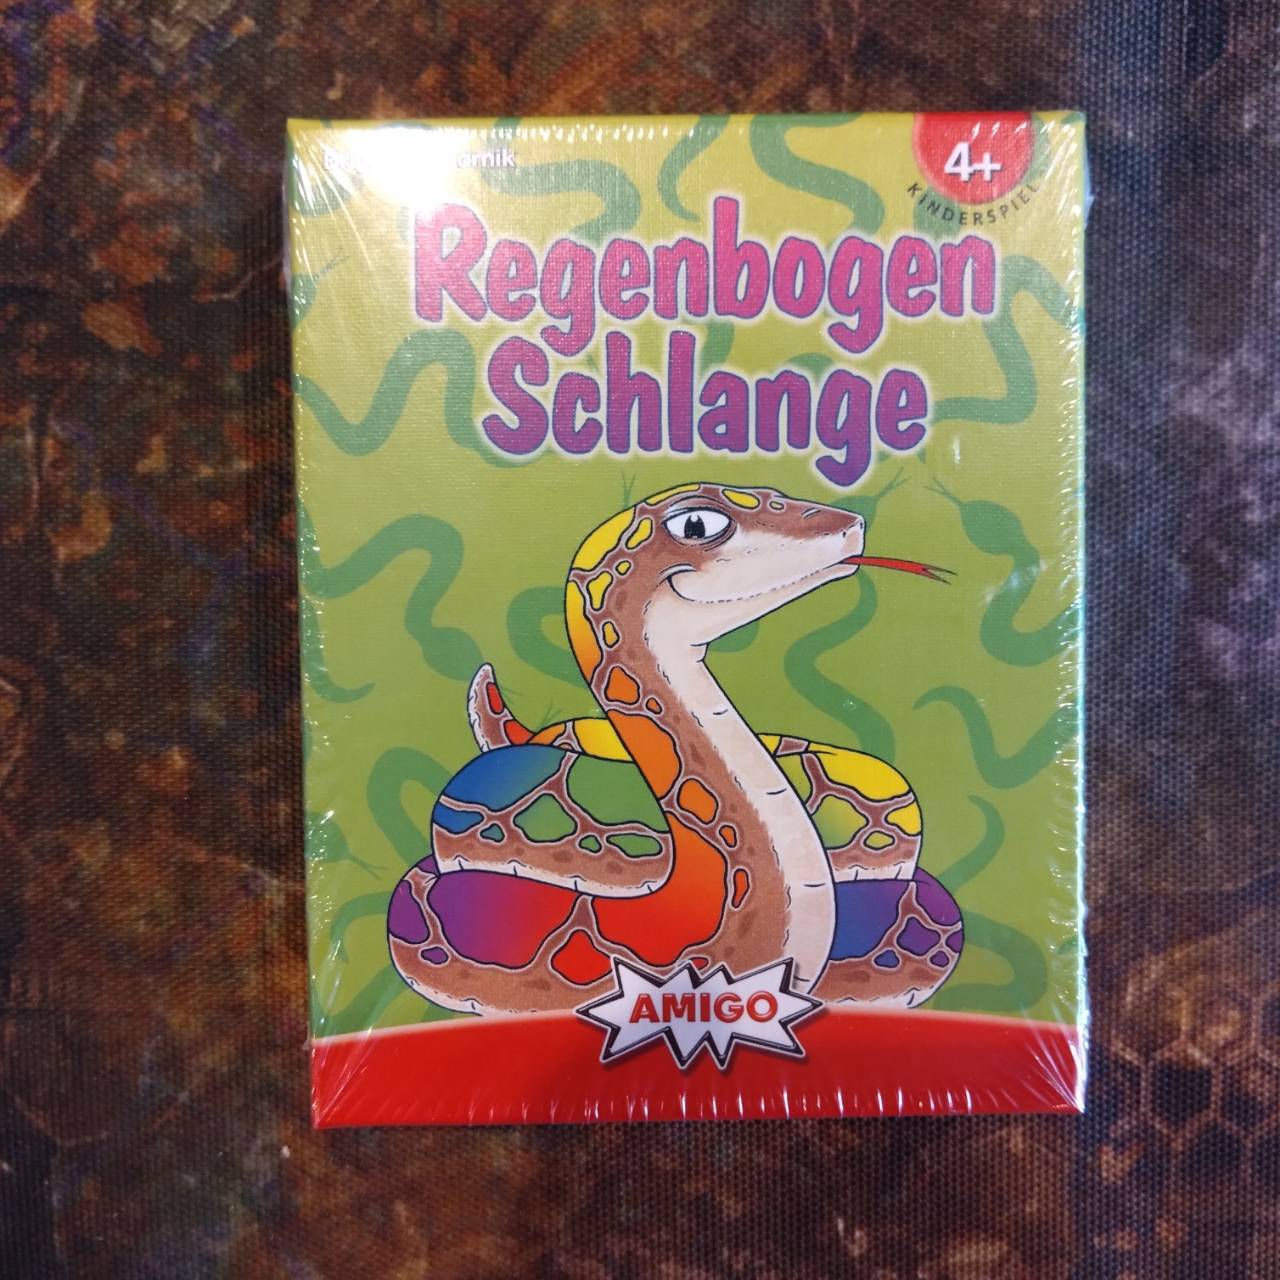 4+
KINDERSPIEL
Regenbogen
Schlange
AMIGO